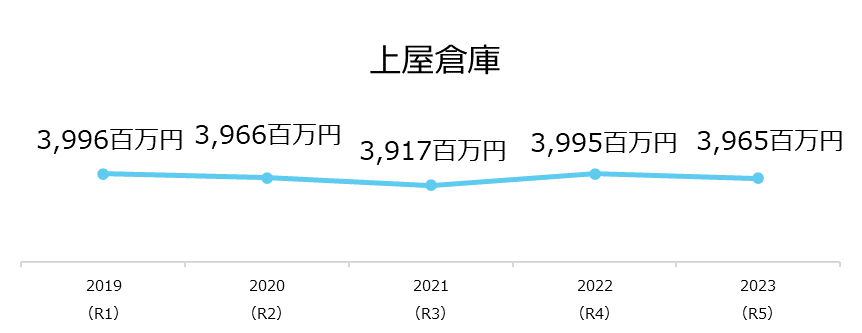 上屋倉庫
3,996百万円
3,966百万円
3,917百万円
3,995百万円
3,965百万円
2019 2020 2021 2022 2023
（R1） （R2） （R3） （R4） （R5）